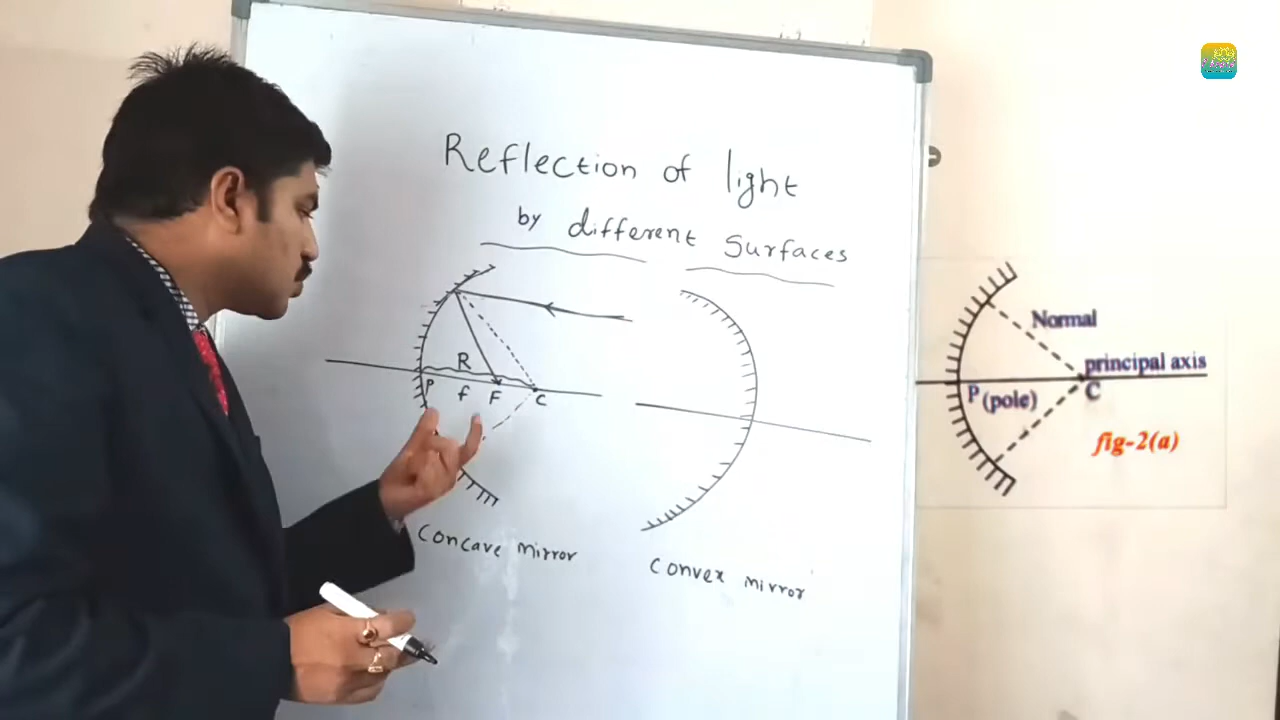 Reflection of light
by different Surfaces
R
P
f
F
C
Concave mirror
Convex mirror
Normal
principal axis
P (pole)
C
fig-2(a)